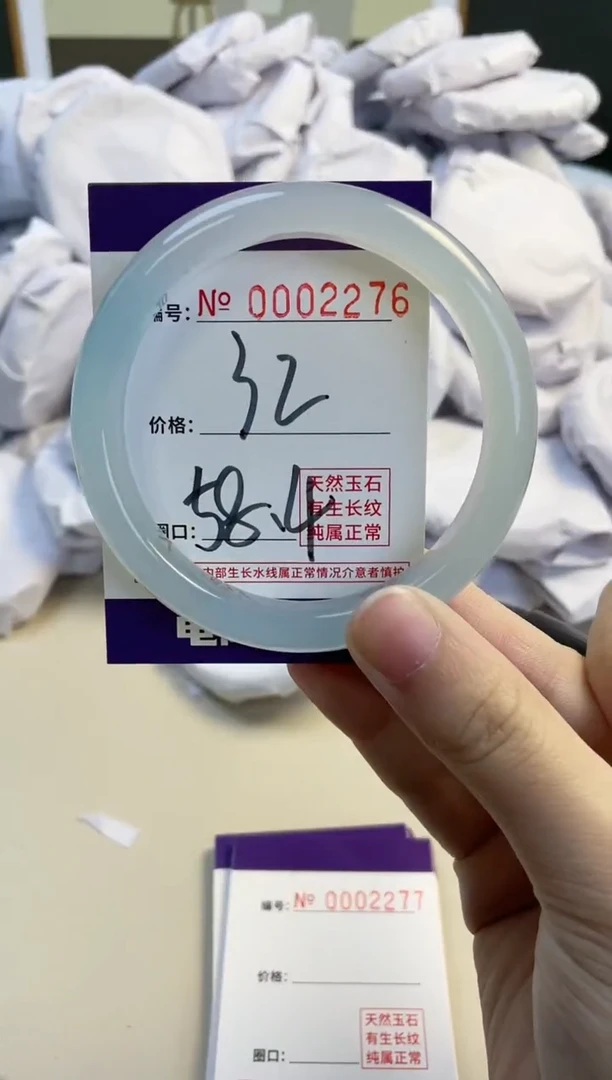 编号: Nº 0002276
价格: 32
圈口: 58.4
天然玉石
有生长纹
纯属正常
内部生长水线属正常情况介意者慎
编号: Nº 0002277
价格:
天然玉石
有生长纹
纯属正常
圈口: